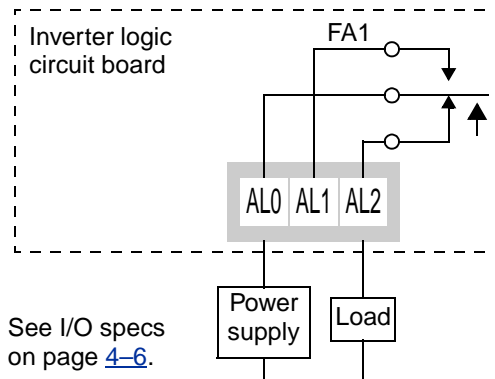 Inverter logic
circuit board
FA1
AL0 AL1 AL2
Power
supply
Load
See I/O specs
on page 4–6.